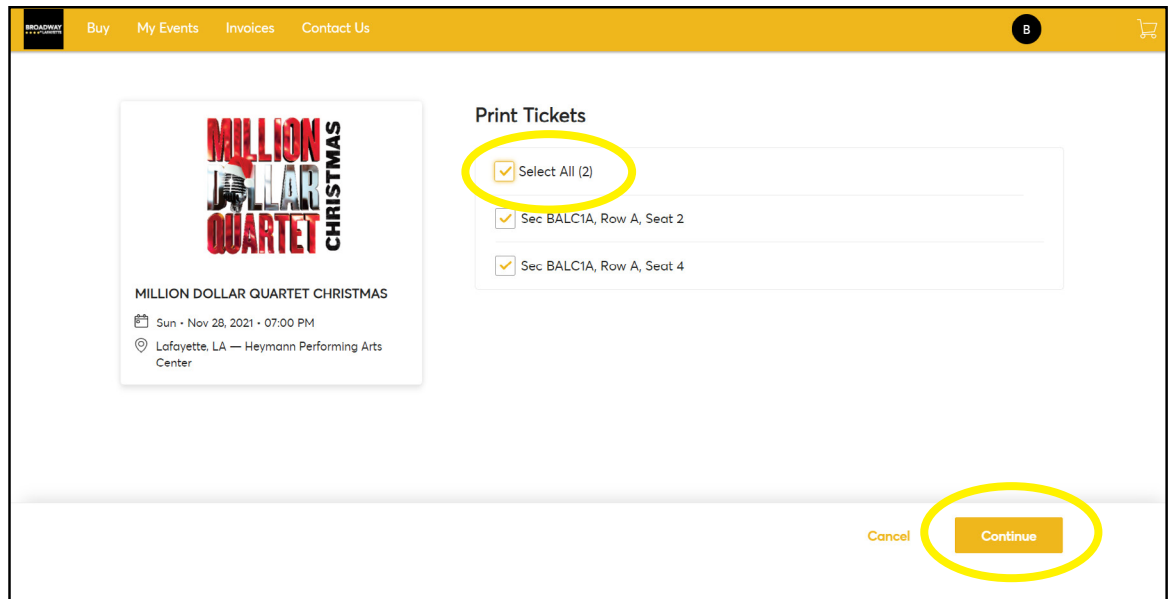 BROADWAY
Buy My Events Invoices Contact Us
B
MILLION
DOLLAR
QUARTET
CHRISTMAS
MILLION DOLLAR QUARTET CHRISTMAS
Sun • Nov 28, 2021 • 07:00 PM
Lafayette, LA — Heymann Performing Arts
Center
Print Tickets
Select All (2)
Sec BALC1A, Row A, Seat 2
Sec BALC1A, Row A, Seat 4
Cancel
Continue